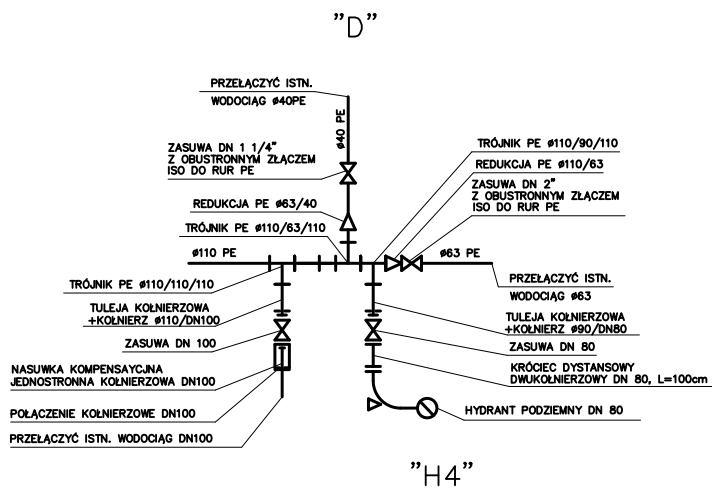 "D"
PRZEŁĄCZYĆ ISTN.
WODOCIĄG ø40PE
ø40 PE
ZASUWA DN 1 1/4"
Z OBUSTRONNYM ZŁĄCZEM
ISO DO RUR PE
REDUKCJA PE ø63/40
TRÓJNIK PE ø110/63/110
TRÓJNIK PE ø110/90/110
REDUKCJA PE ø110/63
ZASUWA DN 2"
Z OBUSTRONNYM ZŁĄCZEM
ISO DO RUR PE
ø110 PE
ø63 PE
TRÓJNIK PE ø110/110/110
TULEJA KOŁNIERZOWA
+KOŁNIERZ ø110/DN100
ZASUWA DN 100
NASUWKA KOMPENSAYCJNA
JEDNOSTRONNA KOŁNIERZOWA DN100
POŁĄCZENIE KOŁNIERZOWE DN100
PRZEŁĄCZYĆ ISTN. WODOCIĄG DN100
PRZEŁĄCZYĆ ISTN.
WODOCIĄG ø63
TULEJA KOŁNIERZOWA
+KOŁNIERZ ø90/DN80
ZASUWA DN 80
KRÓCIEC DYSTANSOWY
DWUKOŁNIERZOWY DN 80, L=100cm
HYDRANT PODZIEMNY DN 80
"H4"